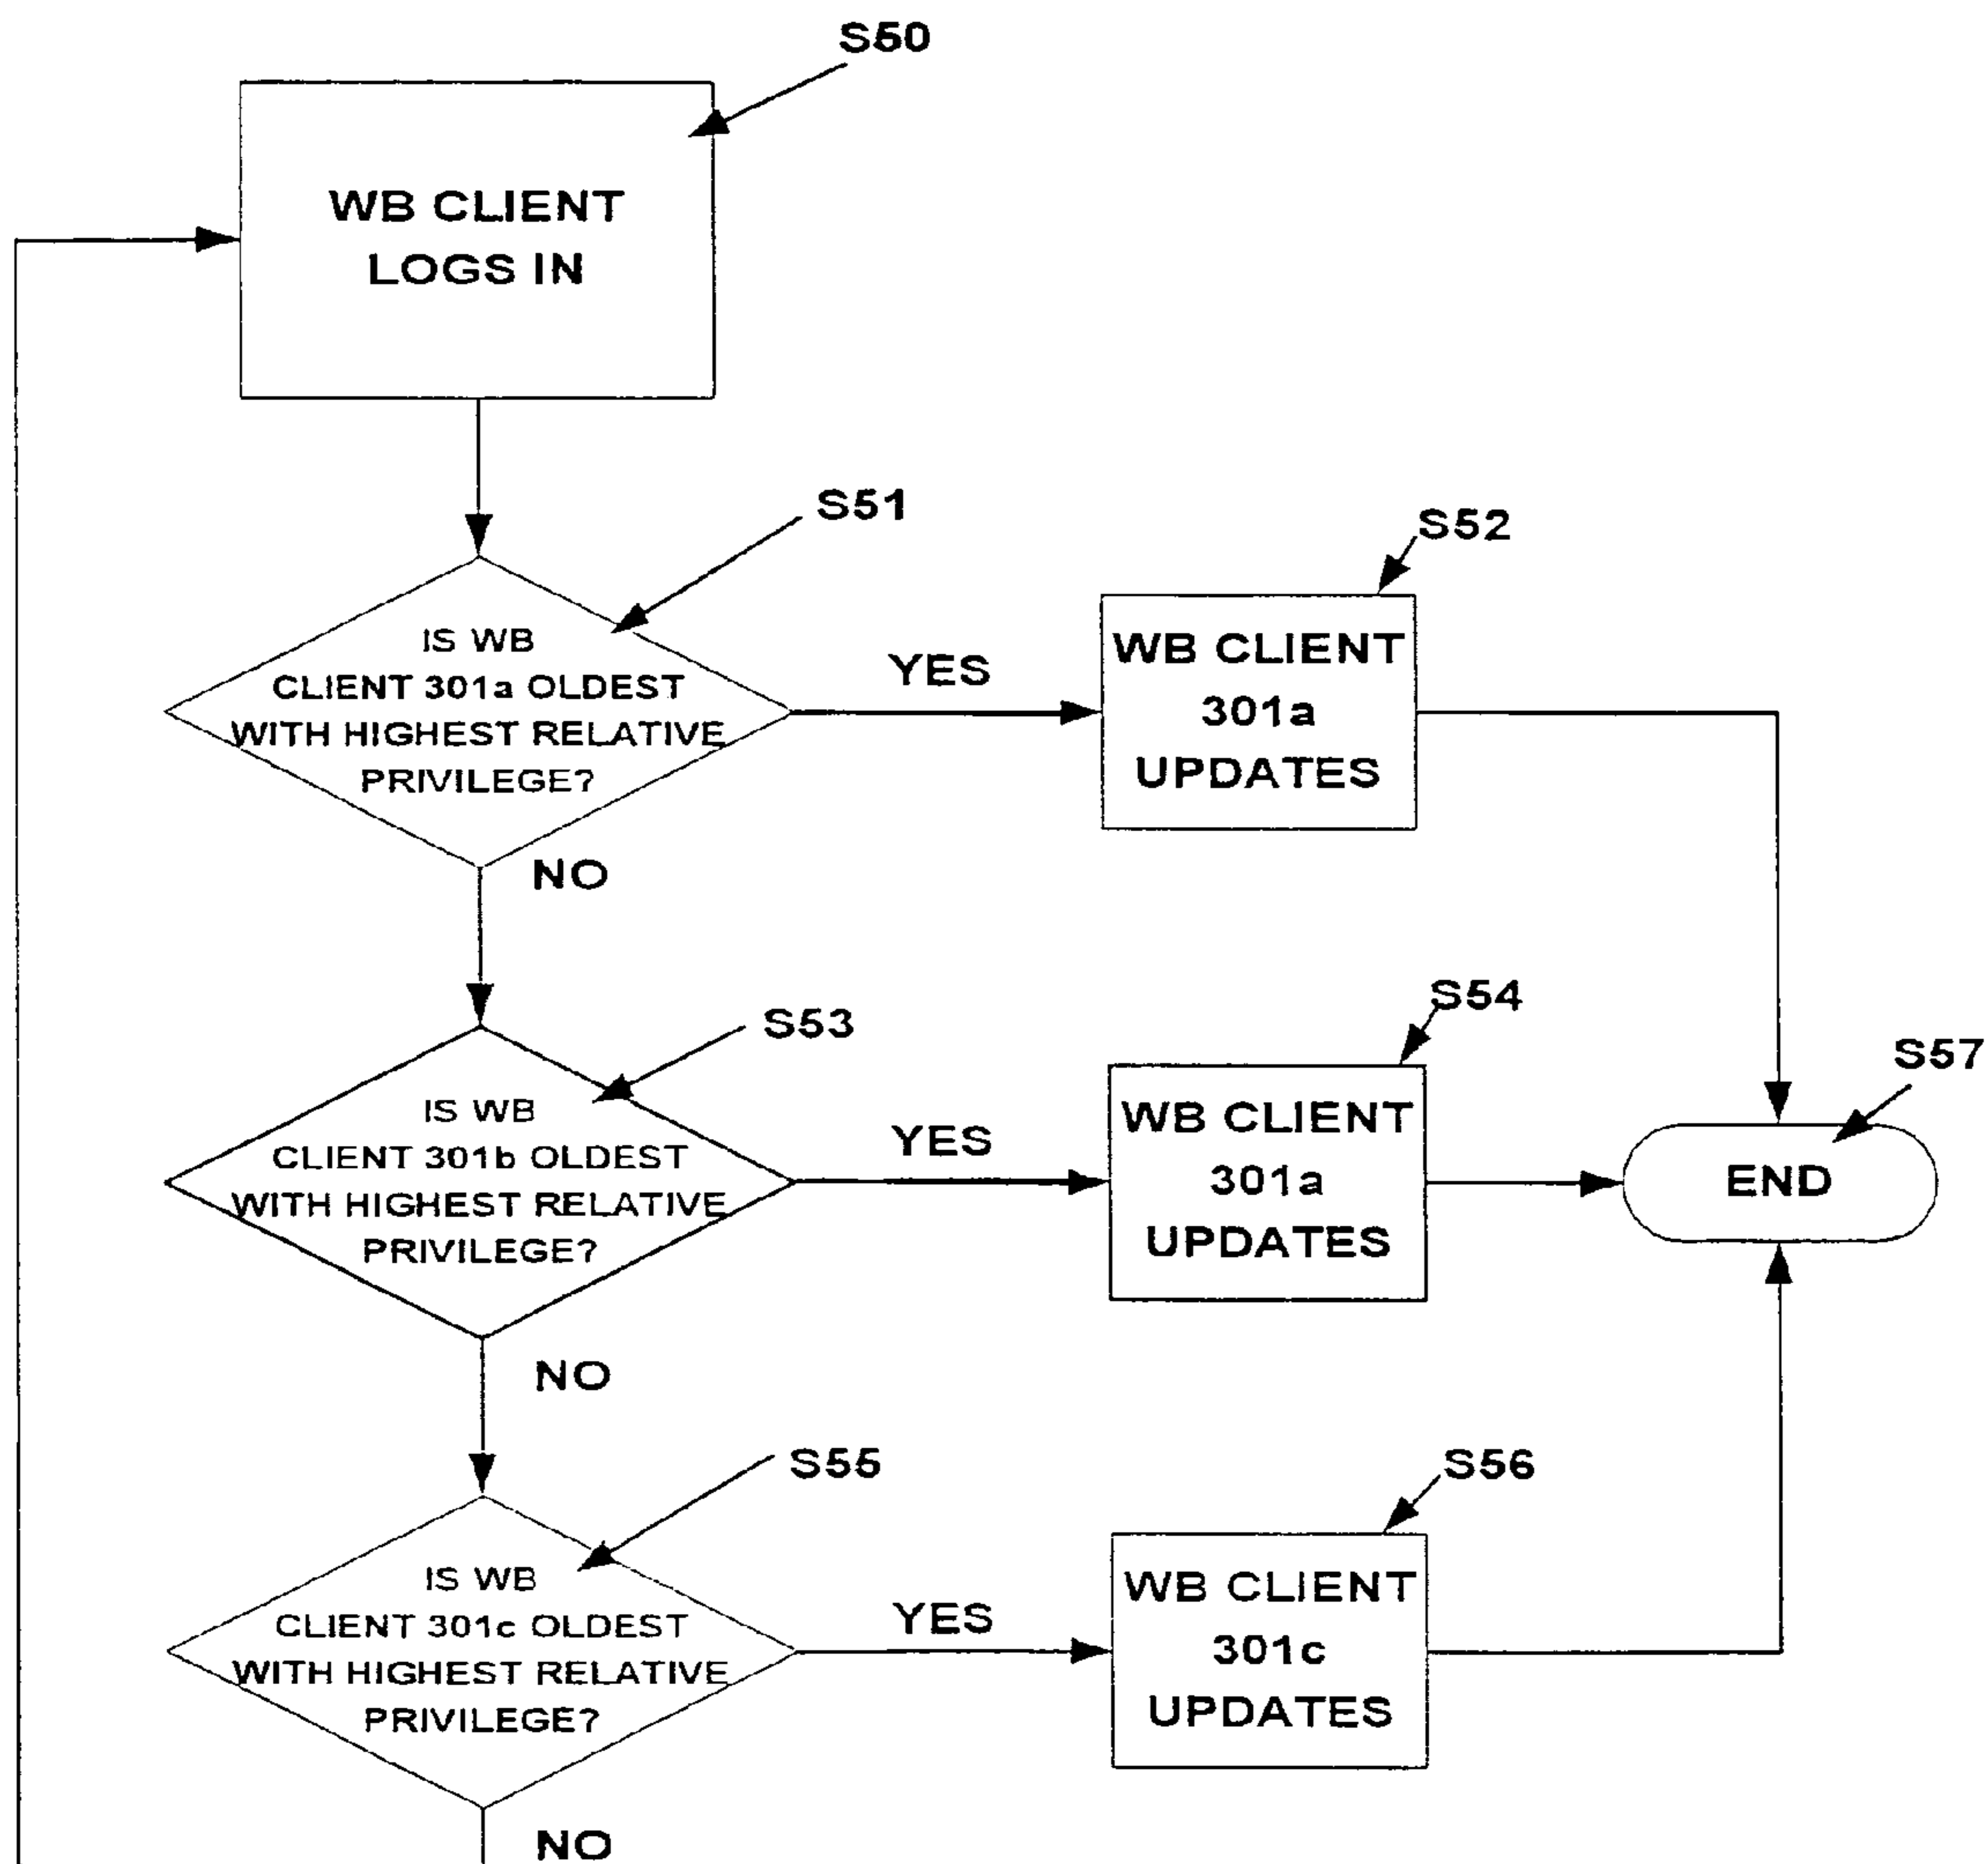 S50
WB CLIENT
LOGS IN
S51
IS WB
CLIENT 301a OLDEST
WITH HIGHEST RELATIVE
PRIVILEGE?
YES
S52
WB CLIENT
301a
UPDATES
NO
S53
IS WB
CLIENT 301b OLDEST
WITH HIGHEST RELATIVE
PRIVILEGE?
YES
S54
WB CLIENT
301a
UPDATES
S57
END
NO
S55
IS WB
CLIENT 301c OLDEST
WITH HIGHEST RELATIVE
PRIVILEGE?
YES
S56
WB CLIENT
301c
UPDATES
NO